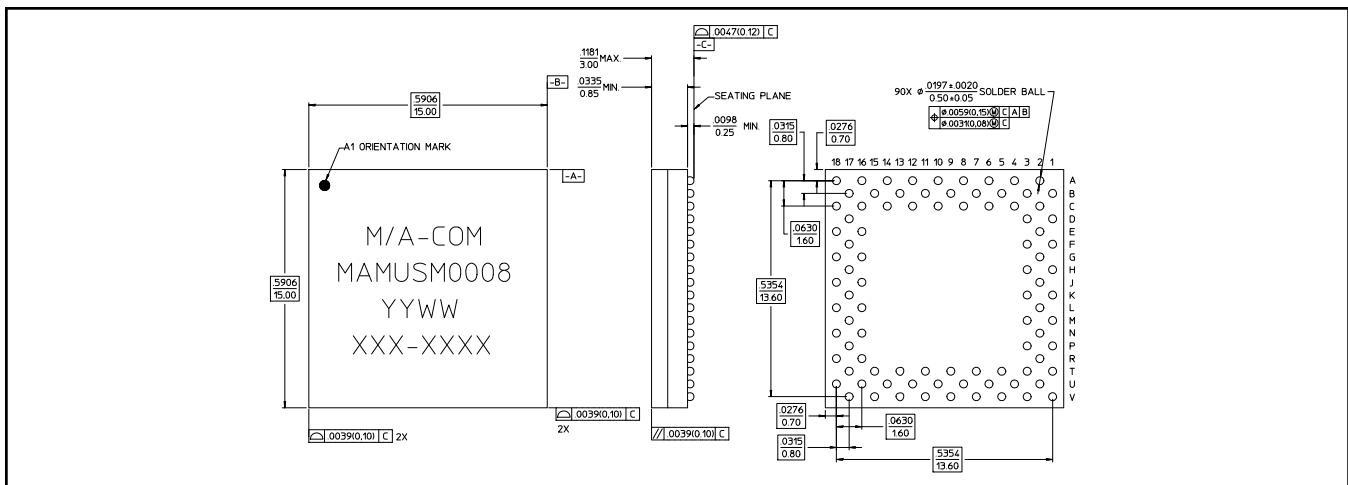 .0047(0.12) C
-C-
.1181
3.00
MAX.
.0335
0.85
MIN.
-B-
.5906
15.00
SEATING PLANE
.0098
0.25
MIN.
90X ⌀ .0197±.0020
0.50±0.05
SOLDER BALL
⌀.0059(0.15)Ⓜ C A B
⌀.0031(0.08)Ⓜ C
.0315
0.80
.0276
0.70
A1 ORIENTATION MARK
-A-
18 17 16 15 14 13 12 11 10 9 8 7 6 5 4 3 2 1
A
B
C
D
E
F
G
H
J
K
L
M
N
P
R
T
U
V
M/A-COM
MAMUSM0008
YYWW
XXX-XXXX
.5906
15.00
.0630
1.60
.5354
13.60
.0039(0.10) C 2X
.0039(0.10) C
2X
// .0039(0.10) C
.0276
0.70
.0630
1.60
.0315
0.80
.5354
13.60